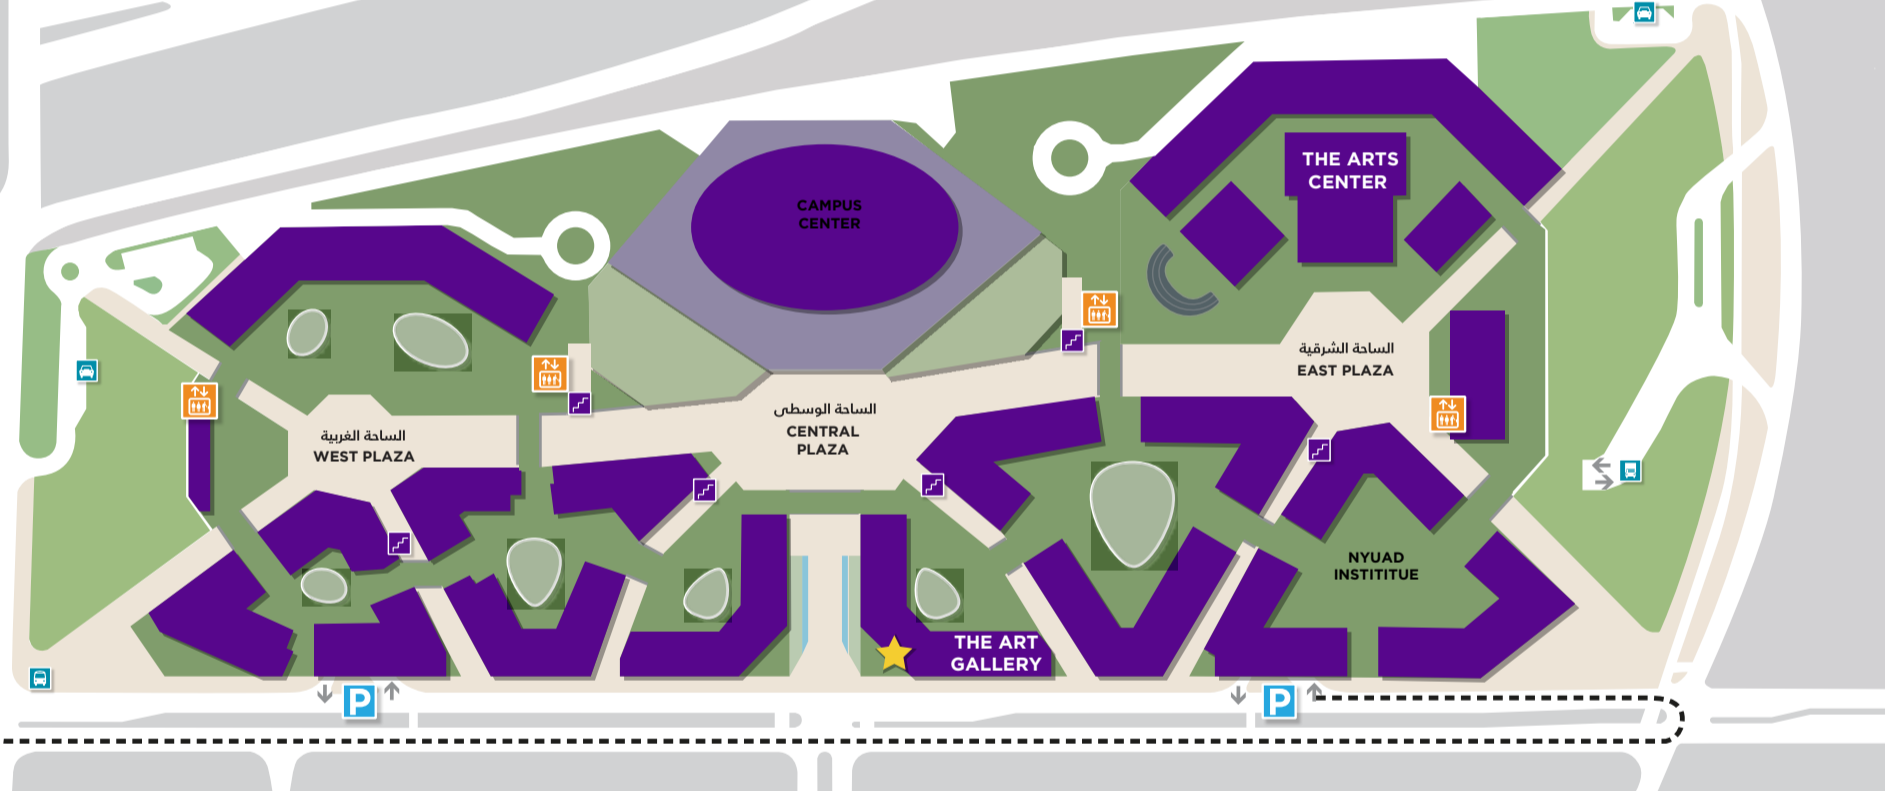 THE ARTS
CENTER
CAMPUS
CENTER
الساحة الشرقية
EAST PLAZA
الساحة الوسطى
CENTRAL
PLAZA
الساحة الغربية
WEST PLAZA
NYUAD
INSTITITUE
THE ART
GALLERY
P
P